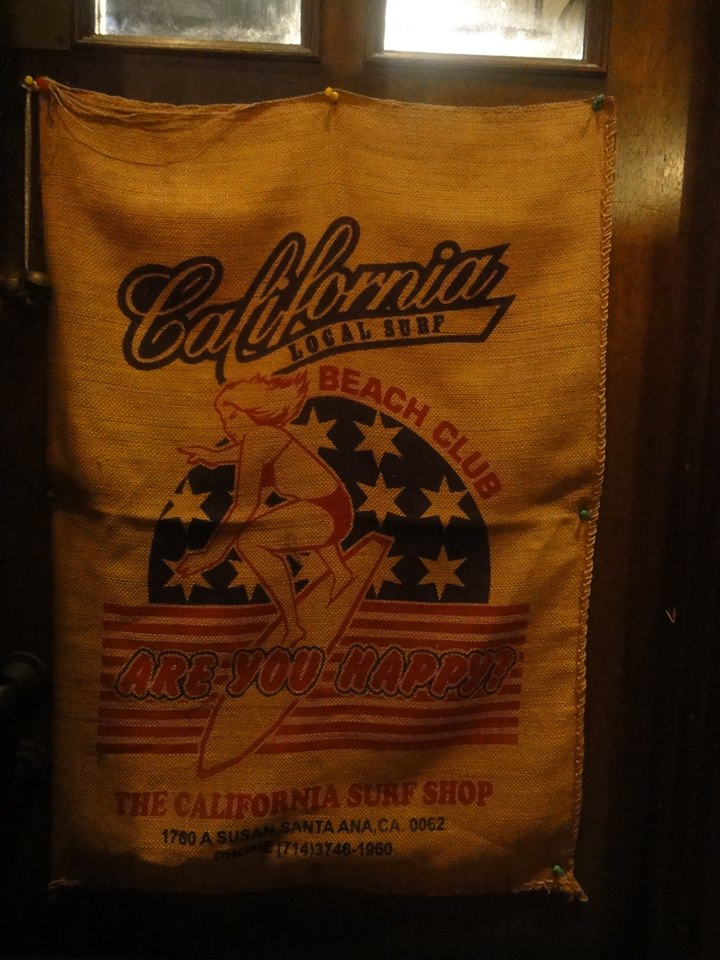 California
LOCAL SURF
BEACH CLUB
ARE YOU HAPPY?
THE CALIFORNIA SURF SHOP
1760 A SUSAN,SANTA ANA,CA. 0062
PHONE (714)3746-1960